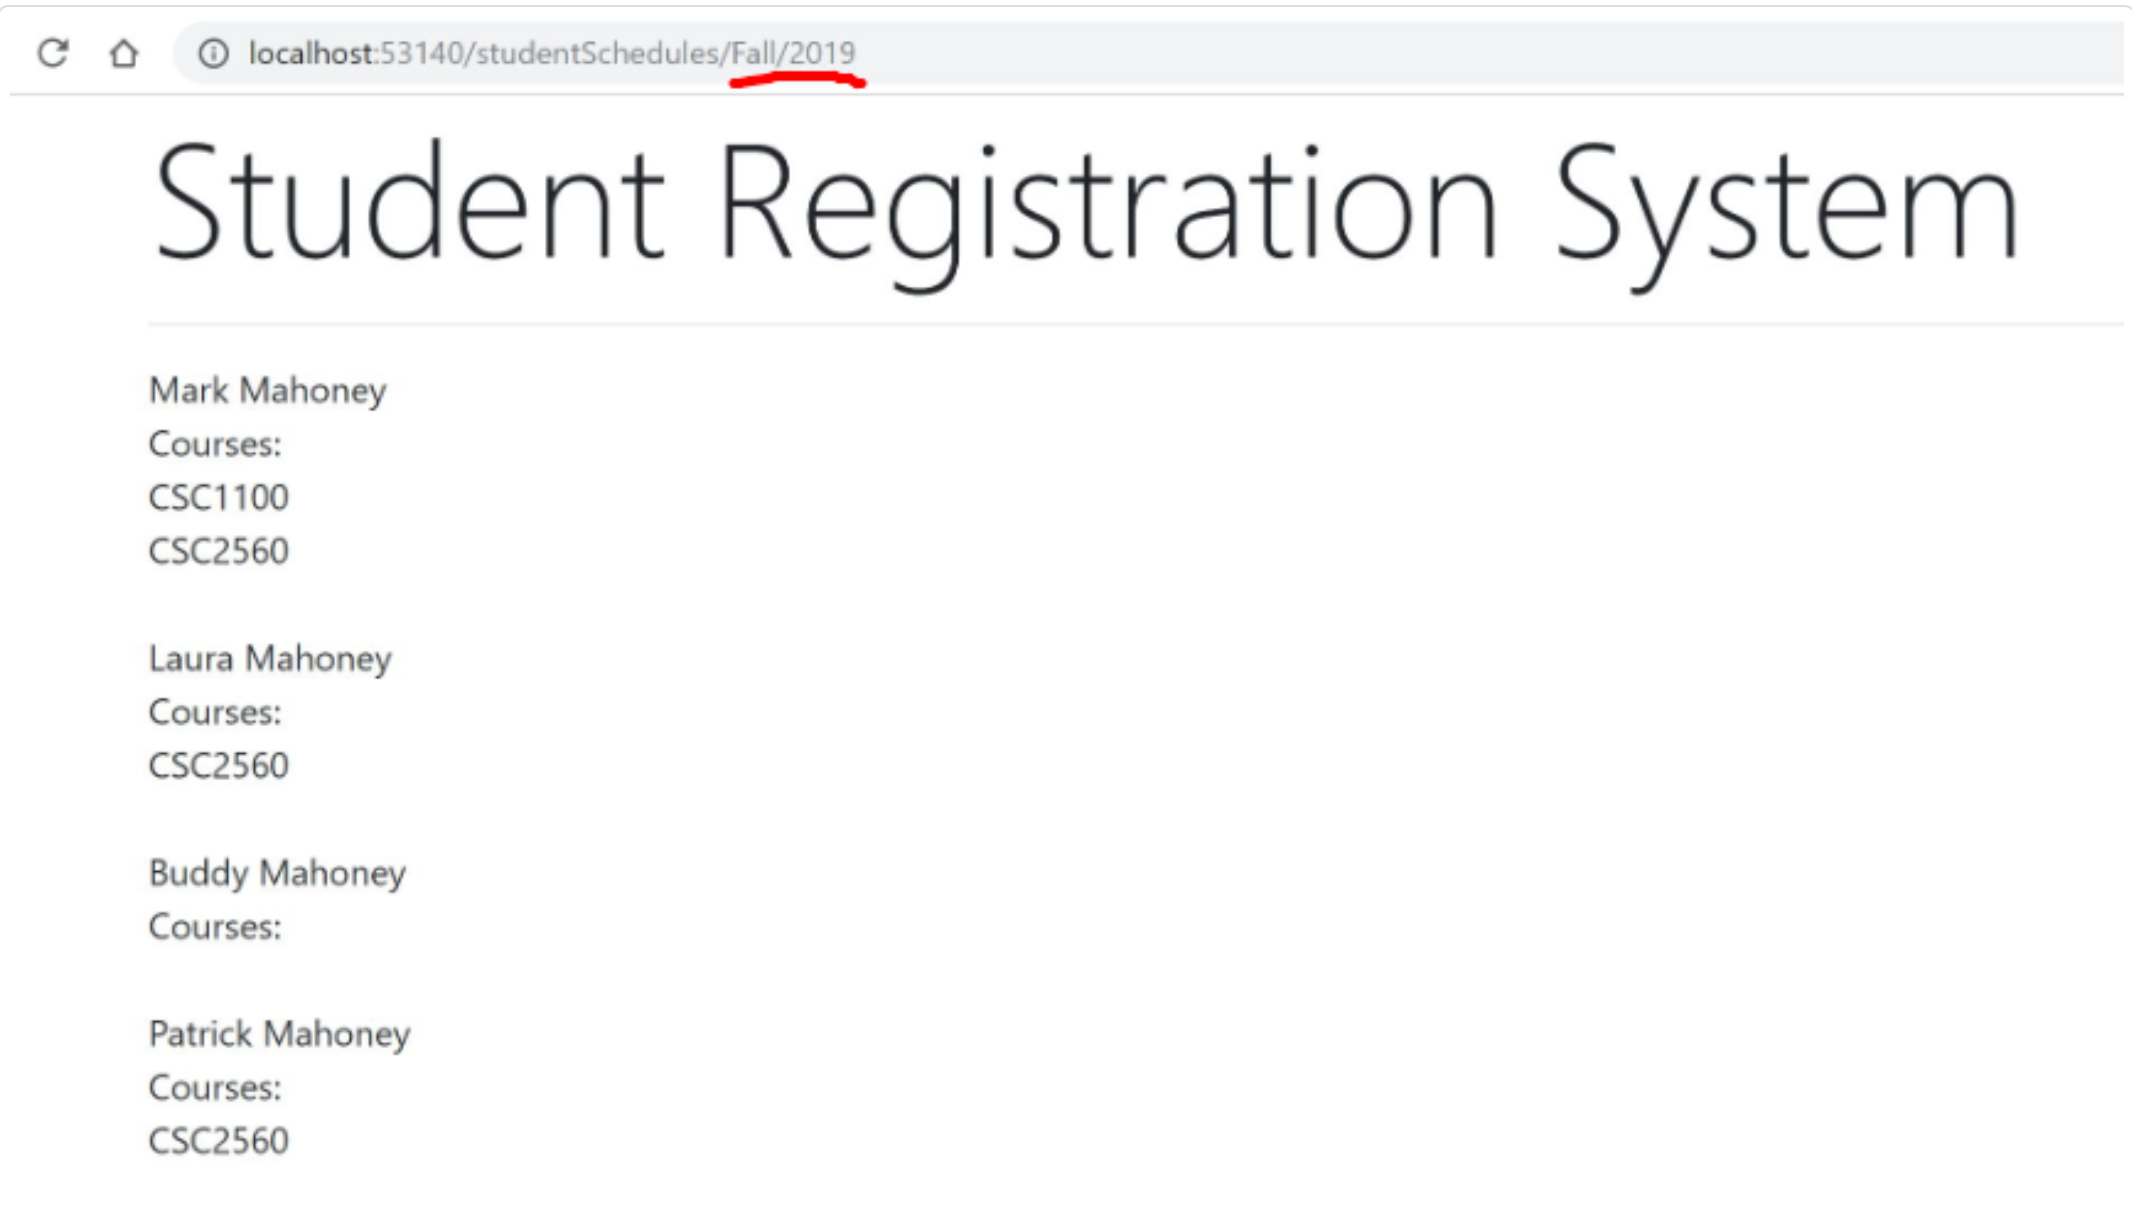 localhost:53140/studentSchedules/Fall/2019
Student Registration System
Mark Mahoney
Courses:
CSC1100
CSC2560
Laura Mahoney
Courses:
CSC2560
Buddy Mahoney
Courses:
Patrick Mahoney
Courses:
CSC2560